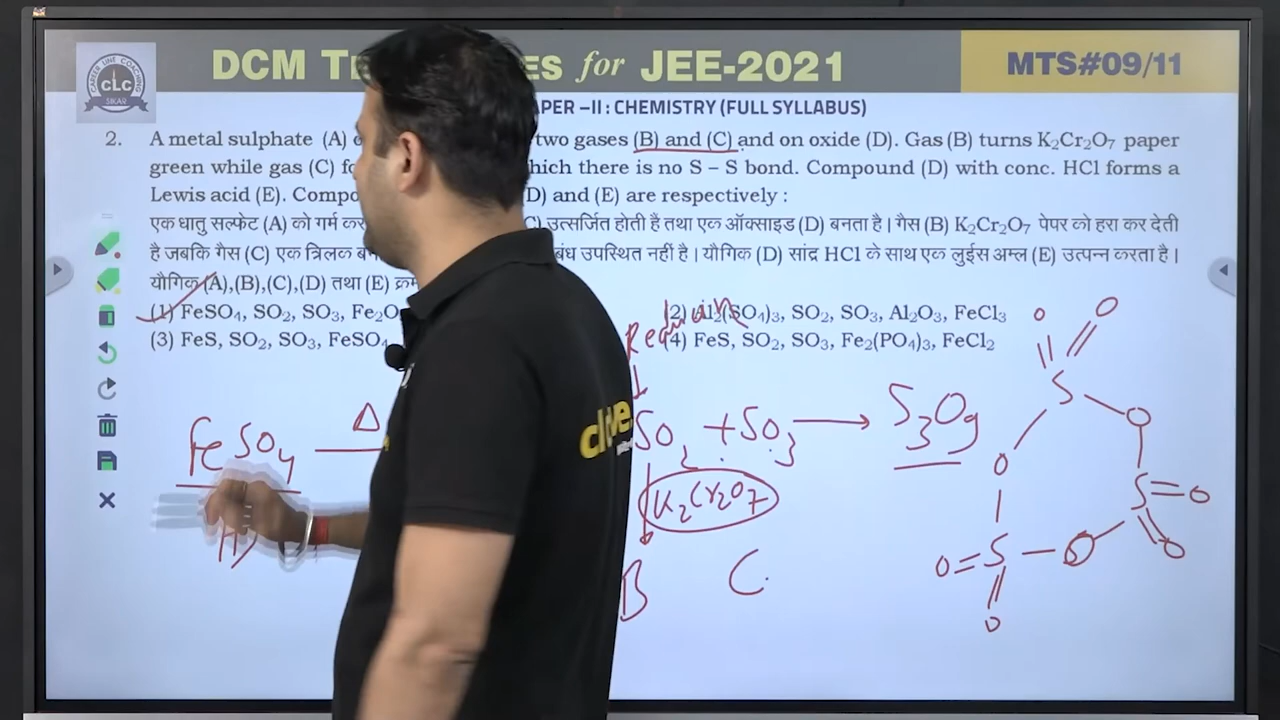 CAREER LINE COACHING
CLC
SIKAR
DCM T ES for JEE-2021
MTS#09/11
APER –II : CHEMISTRY (FULL SYLLABUS)
2. A metal sulphate (A) two gases (B) and (C) and on oxide (D). Gas (B) turns K₂Cr₂O₇ paper
green while gas (C) which there is no S – S bond. Compound (D) with conc. HCl forms a
Lewis acid (E). Compo D) and (E) are respectively :
एक धातु सल्फेट (A) को गर्म कर C) उत्सर्जित होती है तथा एक ऑक्साइड (D) बनता है। गैस (B) K₂Cr₂O₇ पेपर को हरा कर देती
है जबकि गैस (C) एक त्रिलक बंध उपस्थित नहीं है। यौगिक (D) सांद्र HCl के साथ एक लुईस अम्ल (E) उत्पन्न करता है।
यौगिक (A),(B),(C),(D) तथा (E) क्रम
(1) FeSO₄, SO₂, SO₃, Fe₂O (2) Al₂(SO₄)₃, SO₂, SO₃, Al₂O₃, FeCl₃
(3) FeS, SO₂, SO₃, FeSO₄ (4) FeS, SO₂, SO₃, Fe₂(PO₄)₃, FeCl₂
FeSO₄ Δ SO₂ + SO₃ → S₃O₉
K₂Cr₂O₇
B C
O O
S O
O S = O
O = S – O O
O